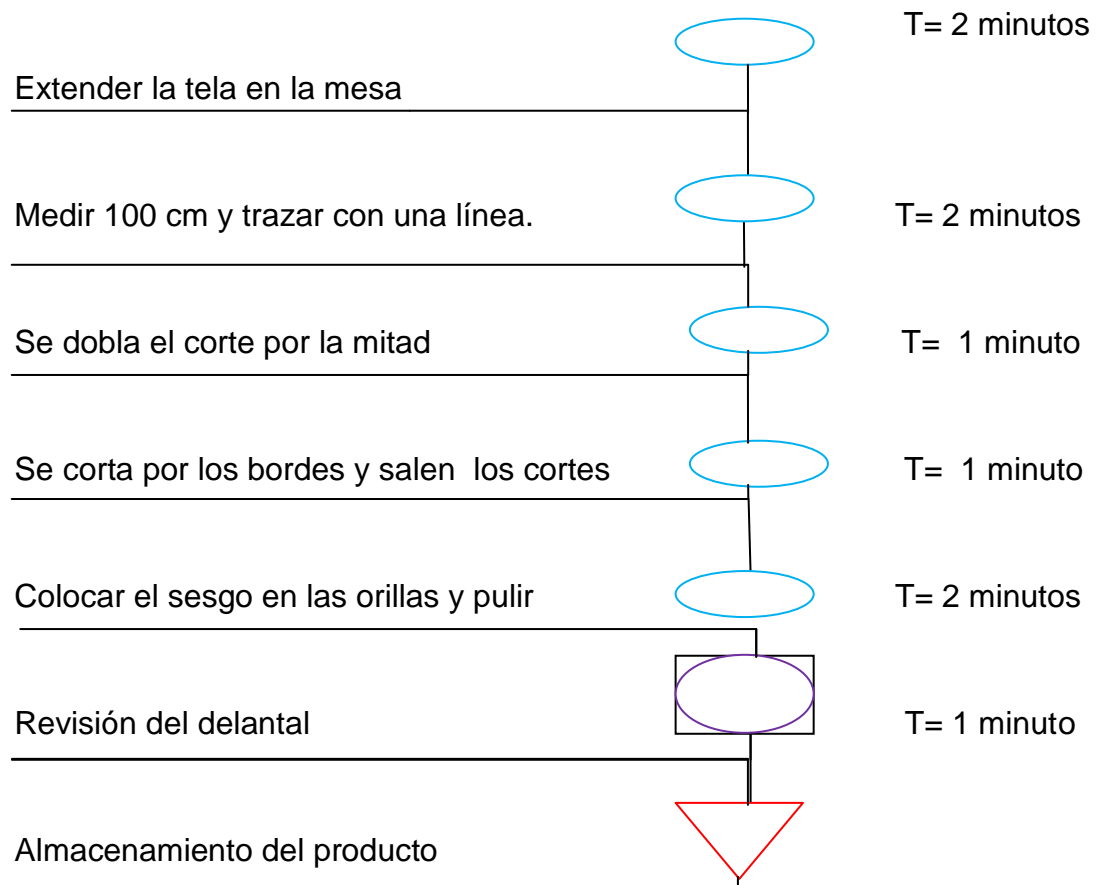 T= 2 minutos
Extender la tela en la mesa
Medir 100 cm y trazar con una línea.
T= 2 minutos
Se dobla el corte por la mitad
T= 1 minuto
Se corta por los bordes y salen los cortes
T= 1 minuto
Colocar el sesgo en las orillas y pulir
T= 2 minutos
Revisión del delantal
T= 1 minuto
Almacenamiento del producto